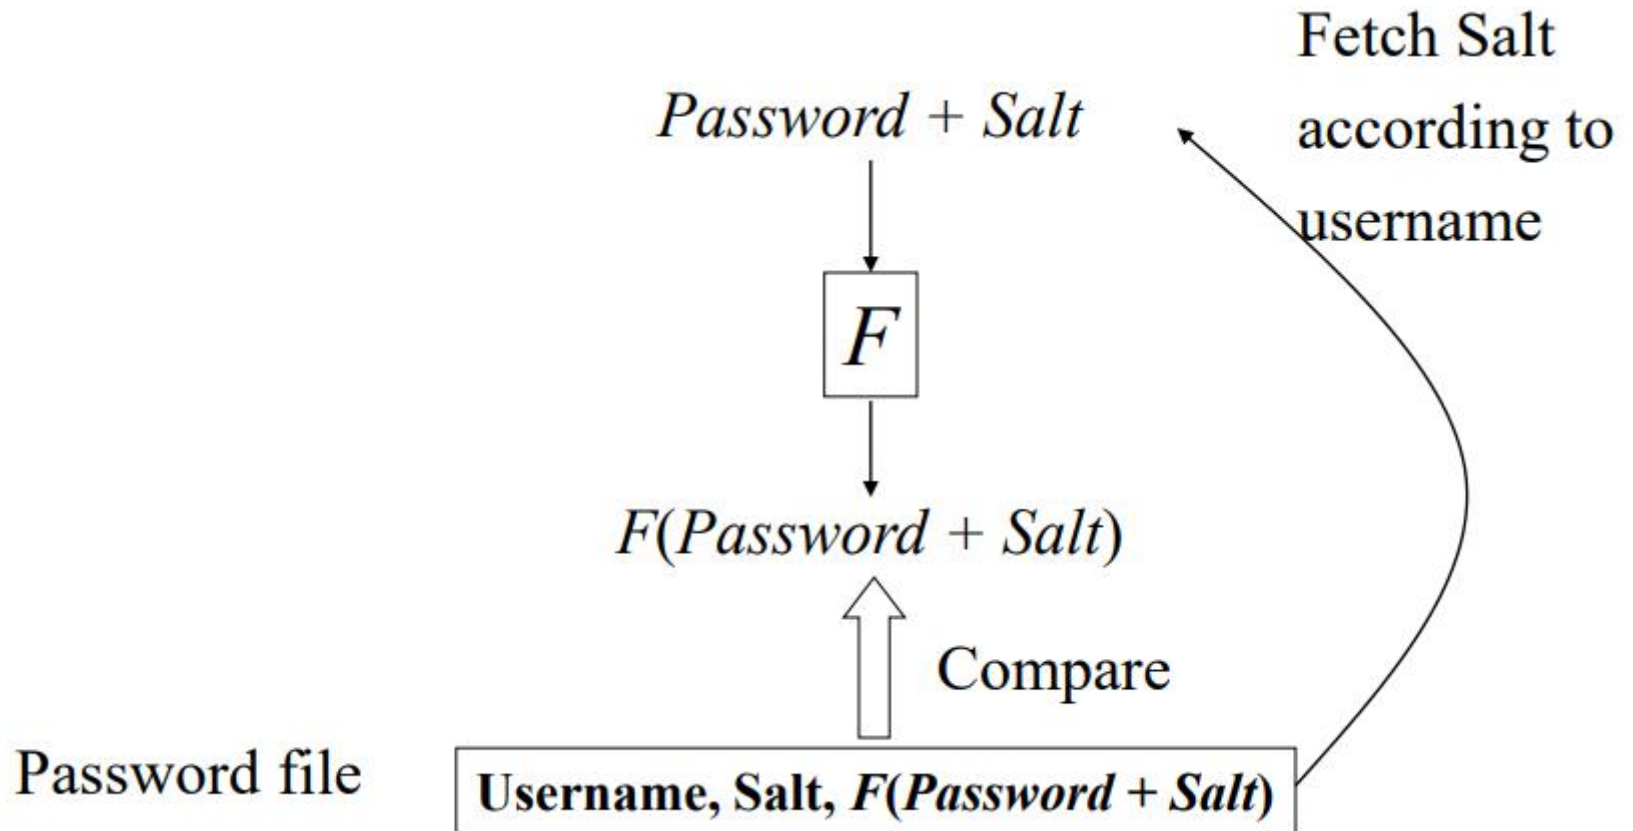 Fetch Salt
according to
username
Password + Salt
F
F(Password + Salt)
Compare
Password file
Username, Salt, F(Password + Salt)